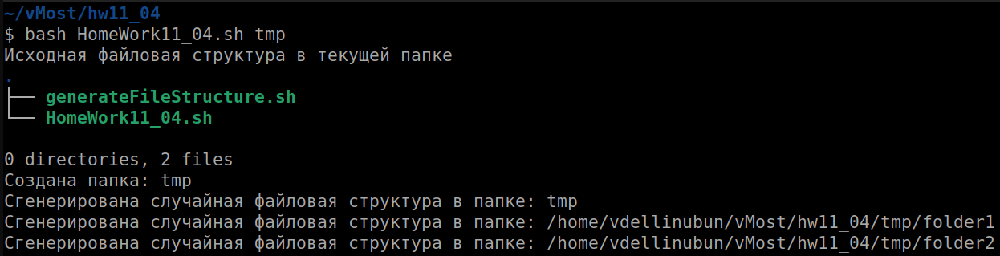 ~/vMost/hw11_04
$ bash HomeWork11_04.sh tmp
Исходная файловая структура в текущей папке
.
├── generateFileStructure.sh
└── HomeWork11_04.sh
0 directories, 2 files
Создана папка: tmp
Сгенерирована случайная файловая структура в папке: tmp
Сгенерирована случайная файловая структура в папке: /home/vdellinubun/vMost/hw11_04/tmp/folder1
Сгенерирована случайная файловая структура в папке: /home/vdellinubun/vMost/hw11_04/tmp/folder2